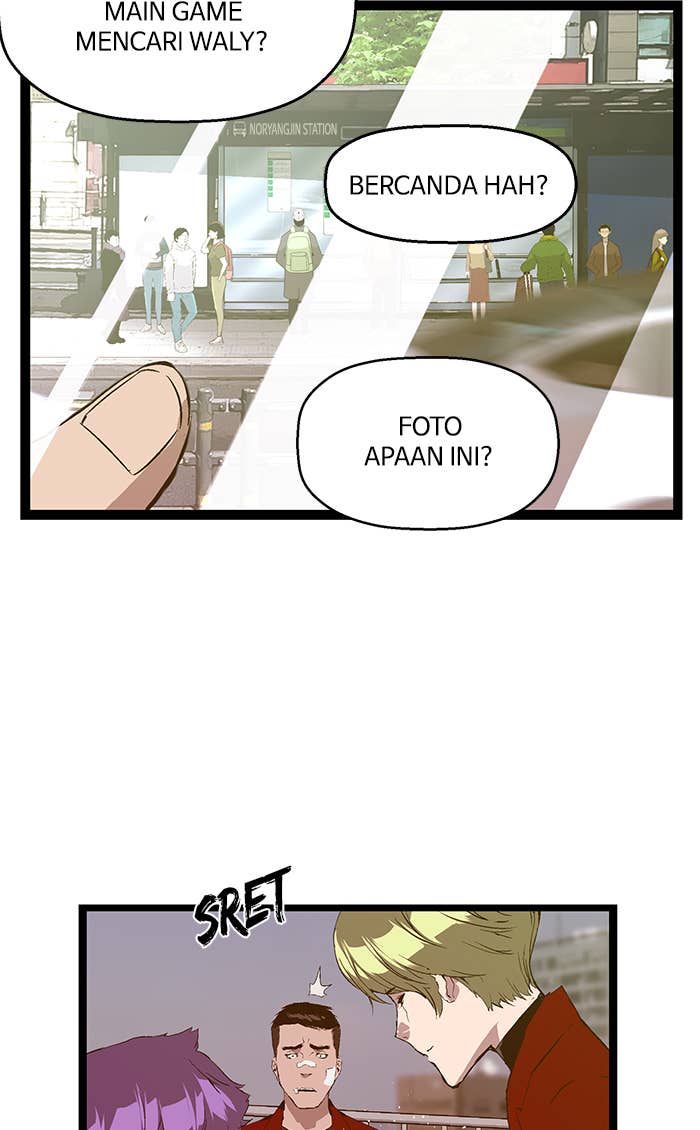 MAIN GAME
MENCARI WALY?
NORYANGJIN STATION
BERCANDA HAH?
FOTO
APAAN INI?
SRET